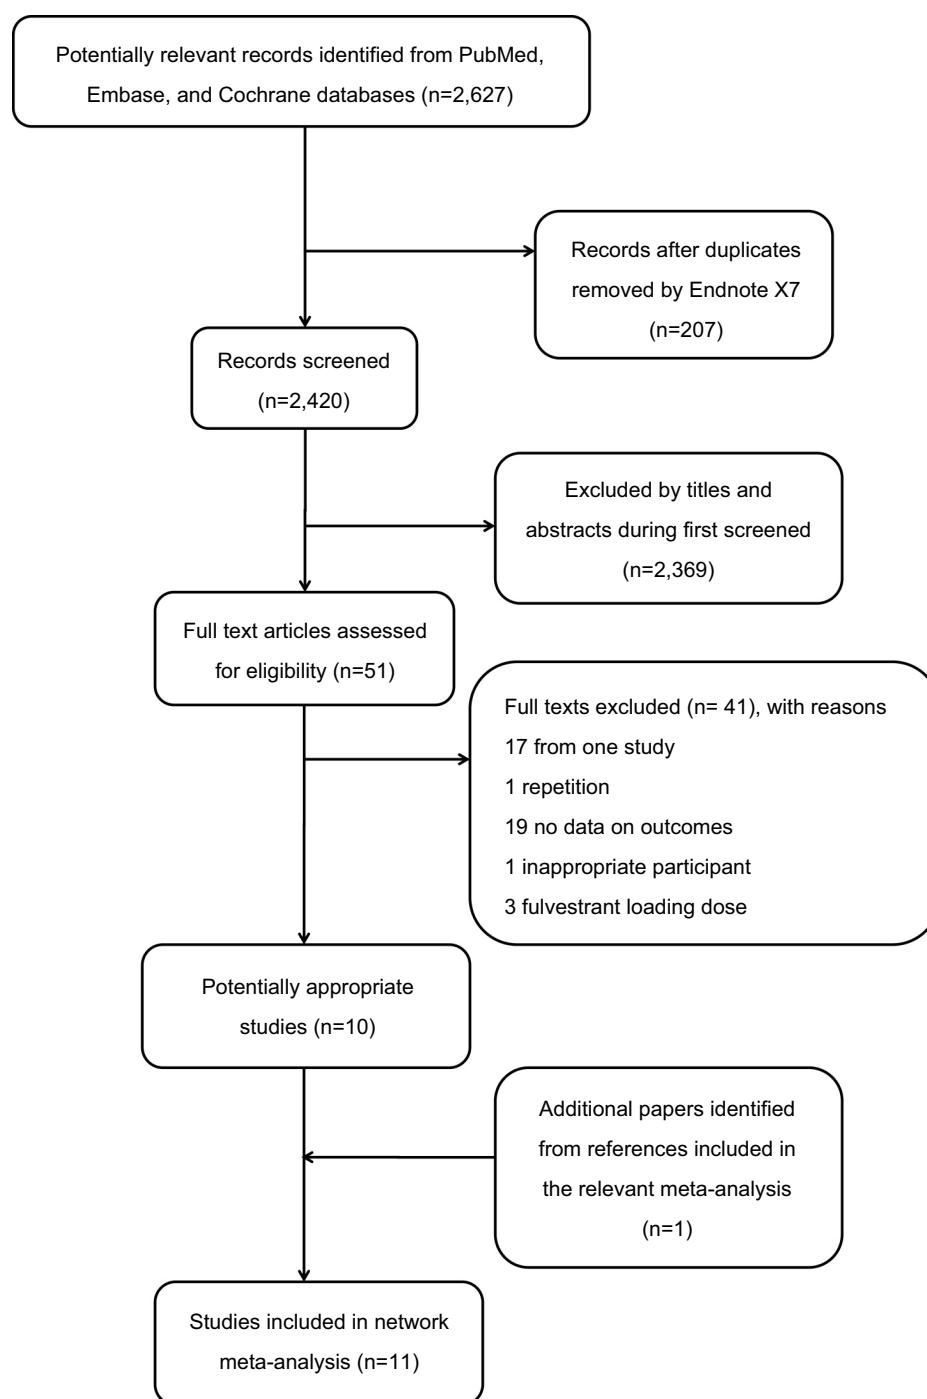 Potentially relevant records identified from PubMed,
Embase, and Cochrane databases (n=2,627)
Records after duplicates
removed by Endnote X7
(n=207)
Records screened
(n=2,420)
Excluded by titles and
abstracts during first screened
(n=2,369)
Full text articles assessed
for eligibility (n=51)
Full texts excluded (n= 41), with reasons
17 from one study
1 repetition
19 no data on outcomes
1 inappropriate participant
3 fulvestrant loading dose
Potentially appropriate
studies (n=10)
Additional papers identified
from references included in
the relevant meta-analysis
(n=1)
Studies included in network
meta-analysis (n=11)